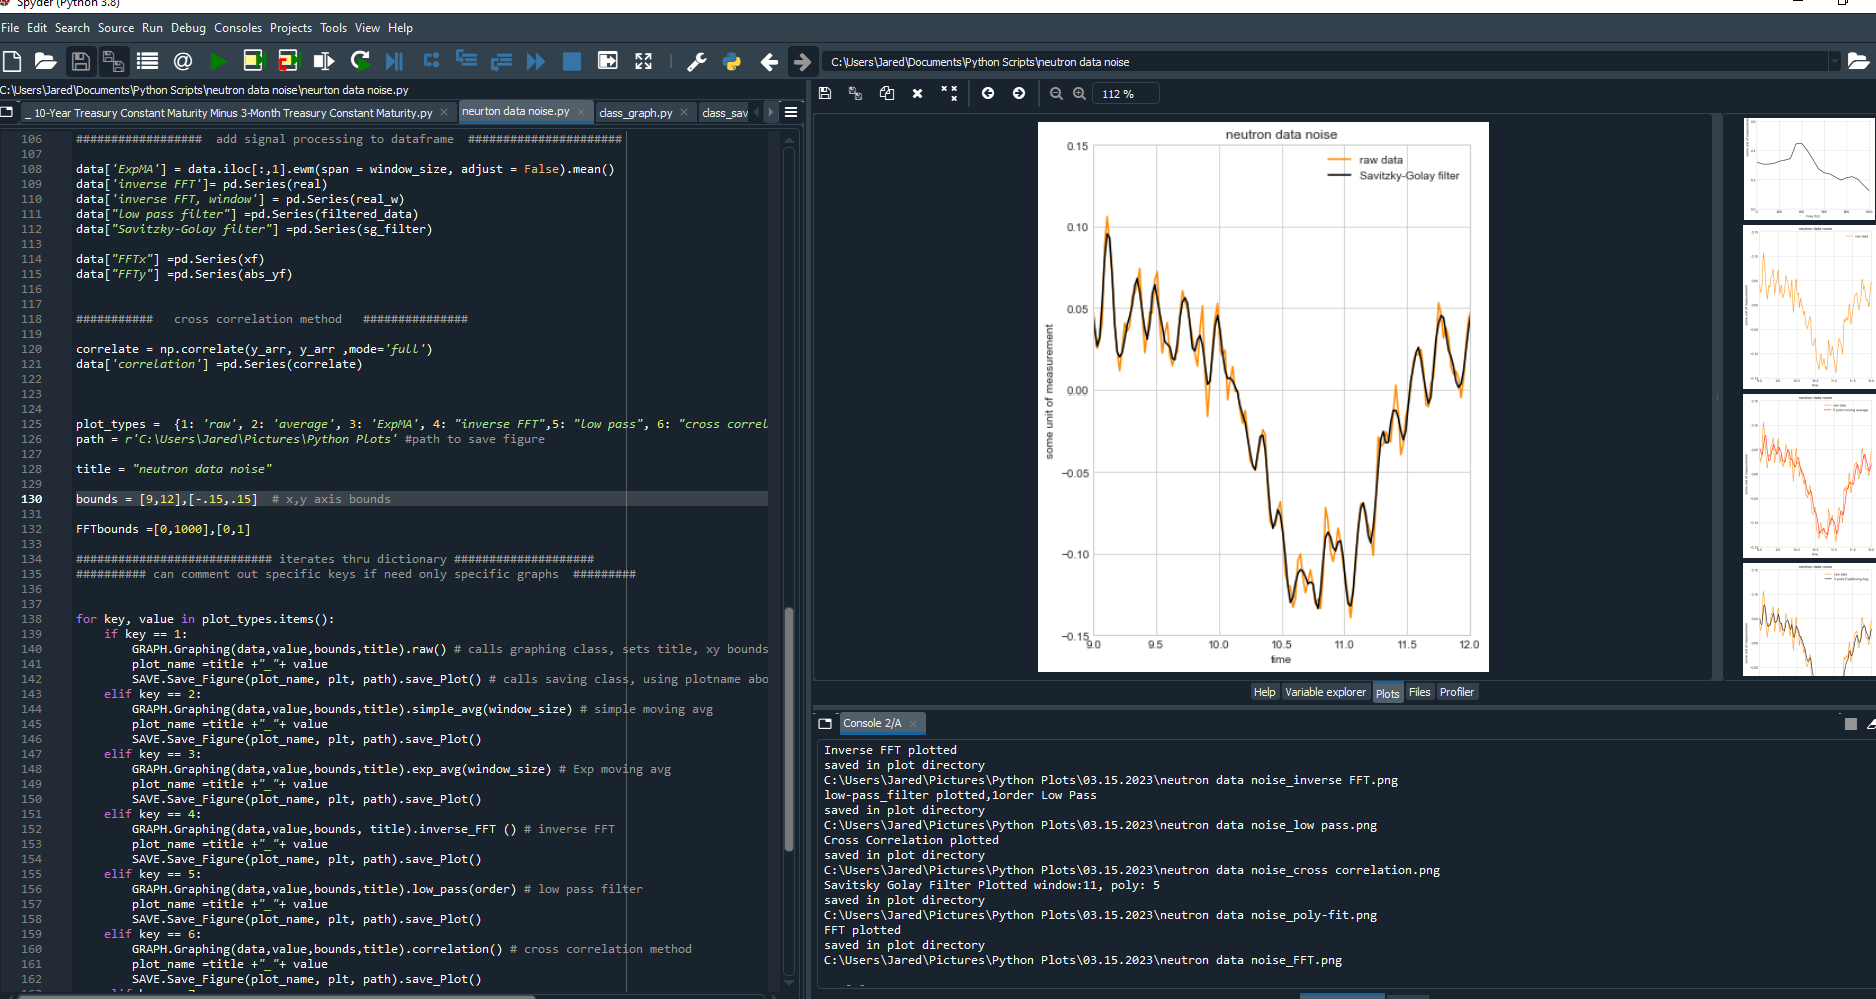 Spyder (Python 3.8)
File Edit Search Source Run Debug Consoles Projects Tools View Help
C:\Users\Jared\Documents\Python Scripts\neutron data noise
C:\Users\Jared\Documents\Python Scripts\neutron data noise\neurton data noise.py
_ 10-Year Treasury Constant Maturity Minus 3-Month Treasury Constant Maturity.py
neurton data noise.py
class_graph.py
class_sav
112 %
106 ################## add signal processing to dataframe ######################
107
108 data['ExpMA'] = data.iloc[:,1].ewm(span = window_size, adjust = False).mean()
109 data['inverse FFT']= pd.Series(real)
110 data['inverse FFT, window'] = pd.Series(real_w)
111 data["low pass filter"] =pd.Series(filtered_data)
112 data["Savitzky-Golay filter"] =pd.Series(sg_filter)
113
114 data["FFTx"] =pd.Series(xf)
115 data["FFTy"] =pd.Series(abs_yf)
116
117
118 ########### cross correlation method ###############
119
120 correlate = np.correlate(y_arr, y_arr ,mode='full')
121 data['correlation'] =pd.Series(correlate)
122
123
124
125 plot_types = {1: 'raw', 2: 'average', 3: 'ExpMA', 4: "inverse FFT",5: "low pass", 6: "cross correl
126 path = r'C:\Users\Jared\Pictures\Python Plots' #path to save figure
127
128 title = "neutron data noise"
129
130 bounds = [9,12],[-.15,.15] # x,y axis bounds
131
132 FFTbounds =[0,1000],[0,1]
133
134 ############################ iterates thru dictionary ####################
135 ########## can comment out specific keys if need only specific graphs #########
136
137
138 for key, value in plot_types.items():
139 if key == 1:
140 GRAPH.Graphing(data,value,bounds,title).raw() # calls graphing class, sets title, xy bounds
141 plot_name =title +"_"+ value
142 SAVE.Save_Figure(plot_name, plt, path).save_Plot() # calls saving class, using plotname abo
143 elif key == 2:
144 GRAPH.Graphing(data,value,bounds,title).simple_avg(window_size) # simple moving avg
145 plot_name =title +"_"+ value
146 SAVE.Save_Figure(plot_name, plt, path).save_Plot()
147 elif key == 3:
148 GRAPH.Graphing(data,value,bounds,title).exp_avg(window_size) # Exp moving avg
149 plot_name =title +"_"+ value
150 SAVE.Save_Figure(plot_name, plt, path).save_Plot()
151 elif key == 4:
152 GRAPH.Graphing(data,value,bounds, title).inverse_FFT () # inverse FFT
153 plot_name =title +"_"+ value
154 SAVE.Save_Figure(plot_name, plt, path).save_Plot()
155 elif key == 5:
156 GRAPH.Graphing(data,value,bounds,title).low_pass(order) # low pass filter
157 plot_name =title +"_"+ value
158 SAVE.Save_Figure(plot_name, plt, path).save_Plot()
159 elif key == 6:
160 GRAPH.Graphing(data,value,bounds,title).correlation() # cross correlation method
161 plot_name =title +"_"+ value
162 SAVE.Save_Figure(plot_name, plt, path).save_Plot()
neutron data noise
raw data
Savitzky-Golay filter
0.15
0.10
0.05
0.00
−0.05
−0.10
−0.15
some unit of measurement
9.0 9.5 10.0 10.5 11.0 11.5 12.0
time
Help Variable explorer Plots Files Profiler
Console 2/A
Inverse FFT plotted
saved in plot directory
C:\Users\Jared\Pictures\Python Plots\03.15.2023\neutron data noise_inverse FFT.png
low-pass_filter plotted,1order Low Pass
saved in plot directory
C:\Users\Jared\Pictures\Python Plots\03.15.2023\neutron data noise_low pass.png
Cross Correlation plotted
saved in plot directory
C:\Users\Jared\Pictures\Python Plots\03.15.2023\neutron data noise_cross correlation.png
Savitsky Golay Filter Plotted window:11, poly: 5
saved in plot directory
C:\Users\Jared\Pictures\Python Plots\03.15.2023\neutron data noise_poly-fit.png
FFT plotted
saved in plot directory
C:\Users\Jared\Pictures\Python Plots\03.15.2023\neutron data noise_FFT.png